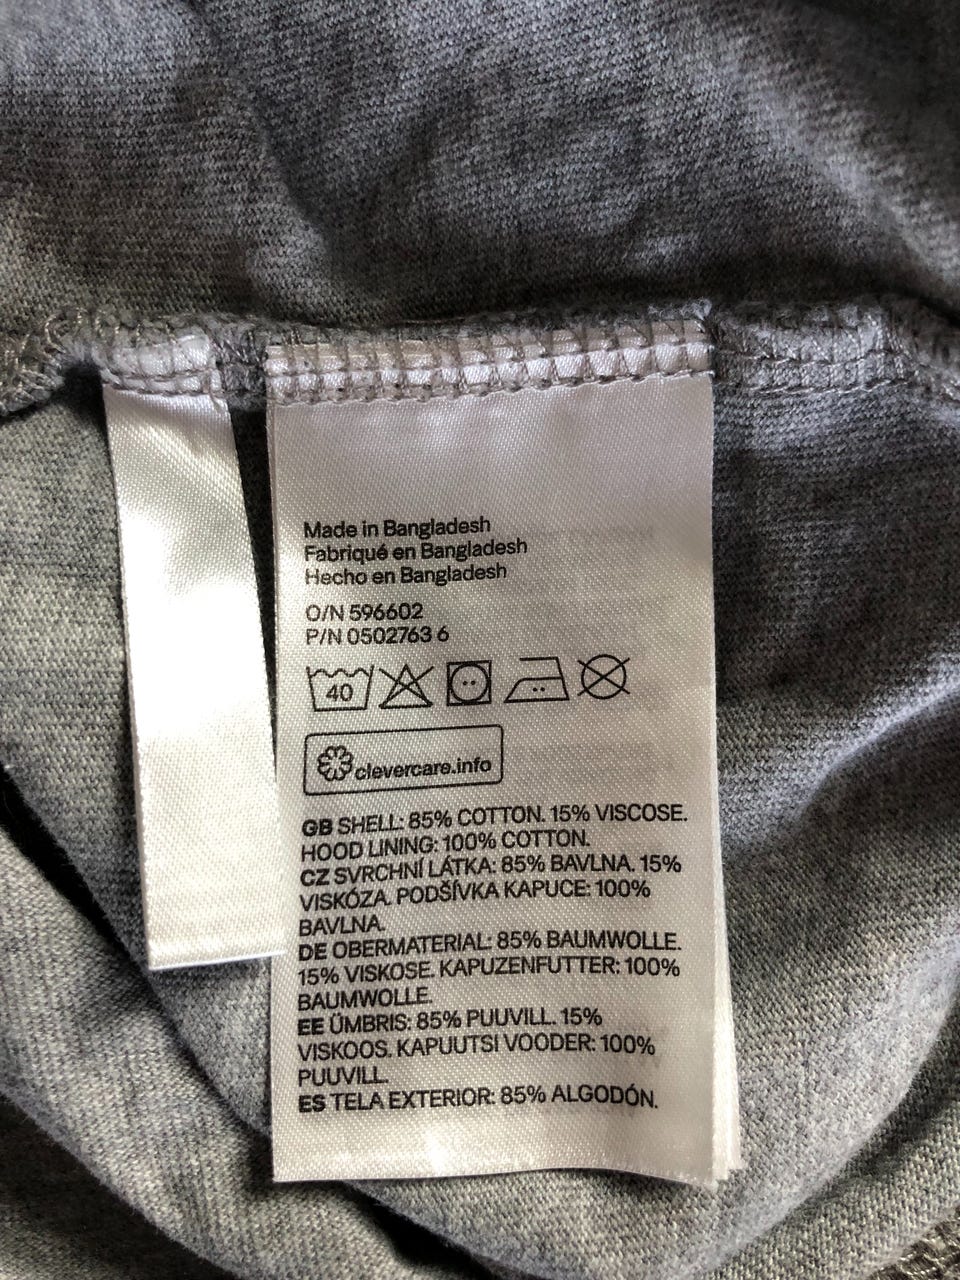 Made in Bangladesh
Fabriqué en Bangladesh
Hecho en Bangladesh
O/N 596602
P/N 0502763 6
40
clevercare.info
GB SHELL: 85% COTTON. 15% VISCOSE.
HOOD LINING: 100% COTTON.
CZ SVRCHNÍ LÁTKA: 85% BAVLNA. 15%
VISKÓZA. PODŠÍVKA KAPUCE: 100%
BAVLNA.
DE OBERMATERIAL: 85% BAUMWOLLE.
15% VISKOSE. KAPUZENFUTTER: 100%
BAUMWOLLE.
EE ÜMBRIS: 85% PUUVILL. 15%
VISKOOS. KAPUUTSI VOODER: 100%
PUUVILL.
ES TELA EXTERIOR: 85% ALGODÓN.